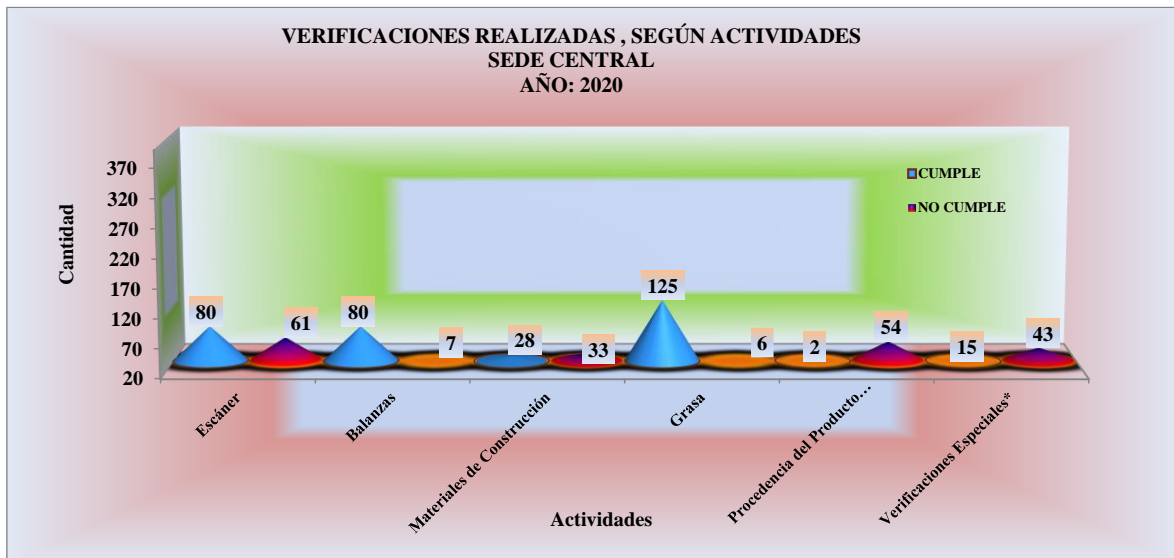 VERIFICACIONES REALIZADAS , SEGÚN ACTIVIDADES
SEDE CENTRAL
AÑO: 2020
CUMPLE
NO CUMPLE
Cantidad
370
320
270
220
170
120
70
20
80
61
80
7
28
33
125
6
2
54
15
43
Escáner
Balanzas
Materiales de Construcción
Grasa
Procedencia del Producto…
Verificaciones Especiales*
Actividades